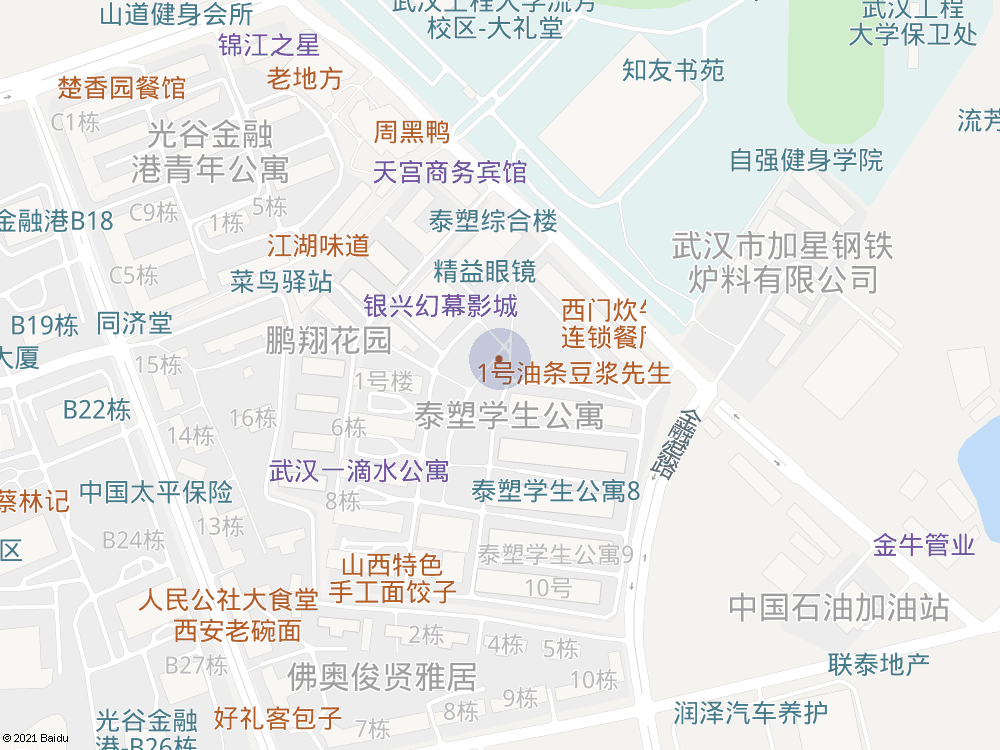 山道健身会所
武汉工程大学流芳
校区-大礼堂
武汉工程
大学保卫处
锦江之星
老地方
知友书苑
楚香园餐馆
C1栋
光谷金融
港青年公寓
周黑鸭
流芳
天宫商务宾馆
自强健身学院
金融港B18
C9栋
1栋
5栋
泰塑综合楼
江湖味道
武汉市加星钢铁
炉料有限公司
C5栋
菜鸟驿站
精益眼镜
银兴幻幕影城
西门炊
连锁餐
B19栋
同济堂
鹏翔花园
大厦
15栋
1号楼
1号油条豆浆先生
B22栋
16栋
6栋
泰塑学生公寓
14栋
金融港路
武汉一滴水公寓
中国太平保险
泰塑学生公寓8
蔡林记
8栋
13栋
B24栋
区
泰塑学生公寓9
金牛管业
山西特色
手工面饺子
10号
人民公社大食堂
西安老碗面
中国石油加油站
2栋
4栋
5栋
B27栋
佛奥俊贤雅居
联泰地产
10栋
9栋
8栋
7栋
光谷金融
港-B26栋
好礼客包子
润泽汽车养护
© 2021 Baidu